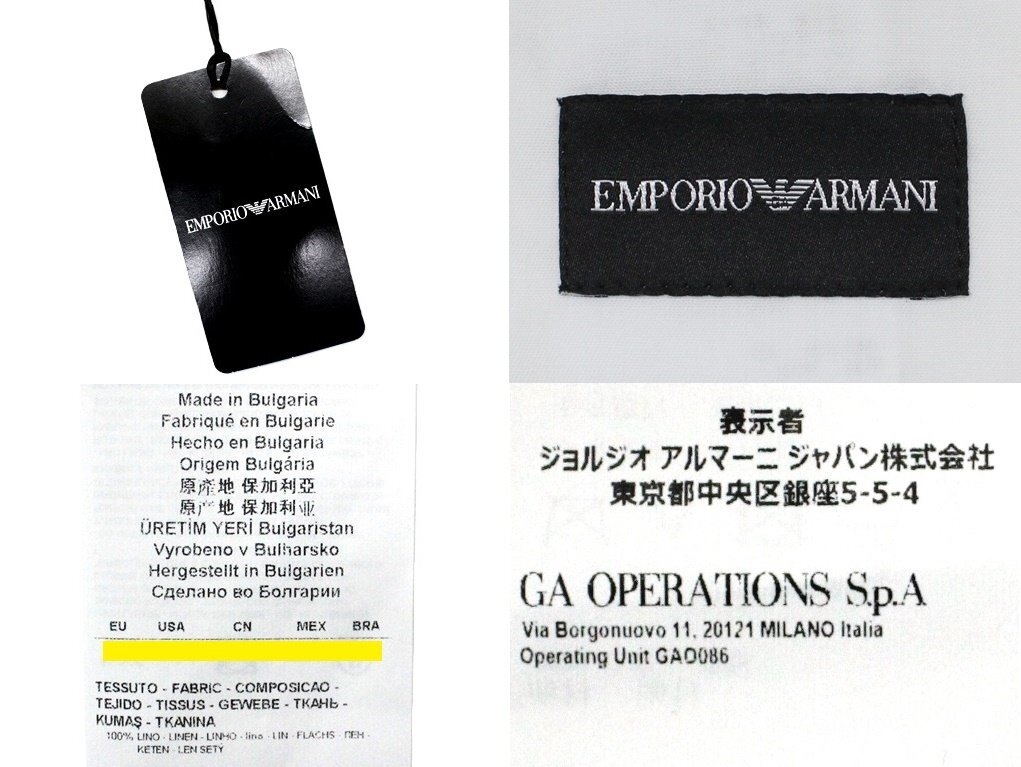 EMPORIO ARMANI
EMPORIO ARMANI
Made in Bulgaria
Fabriqué en Bulgarie
Hecho en Bulgaria
Origem Bulgária
原產地 保加利亞
原产地 保加利亚
ÜRETİM YERİ Bulgaristan
Vyrobeno v Bulharsko
Hergestellt in Bulgarien
Сделано во Болгарии
EU USA CN MEX BRA
TESSUTO - FABRIC - COMPOSICAO -
TEJIDO - TISSUS - GEWEBE - ТКАНЬ -
KUMAŞ - TKANINA
100% LINO - LINEN - LINHO - lino - LIN - FLACHS - ЛЕН -
KETEN - LEN SETÝ
表示者
ジョルジオ アルマーニ ジャパン株式会社
東京都中央区銀座5-5-4
GA OPERATIONS S.p.A
Via Borgonuovo 11, 20121 MILANO Italia
Operating Unit GAO086